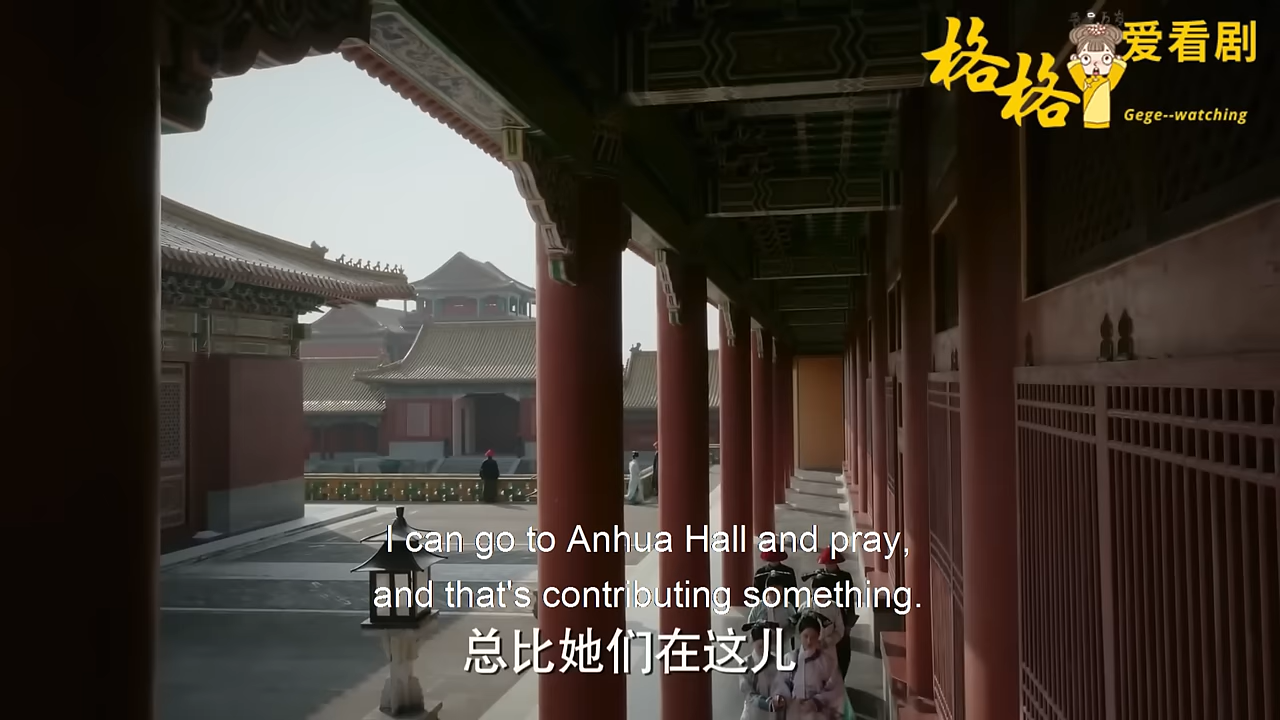 格格爱看剧
Gege--watching
I can go to Anhua Hall and pray,
and that's contributing something.
总比她们在这儿